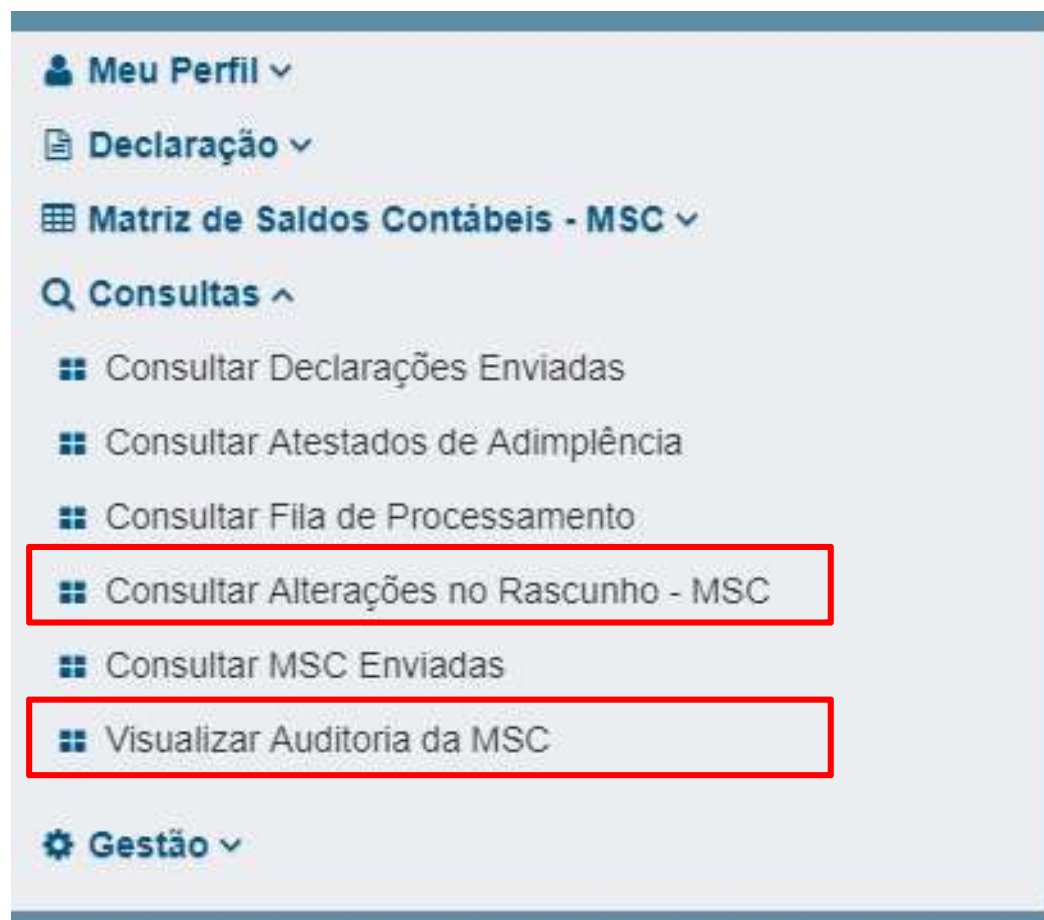 Meu Perfil
Declaração
Matriz de Saldos Contábeis - MSC
Consultas
Consultar Declarações Enviadas
Consultar Atestados de Adimplência
Consultar Fila de Processamento
Consultar Alterações no Rascunho - MSC
Consultar MSC Enviadas
Visualizar Auditoria da MSC
Gestão